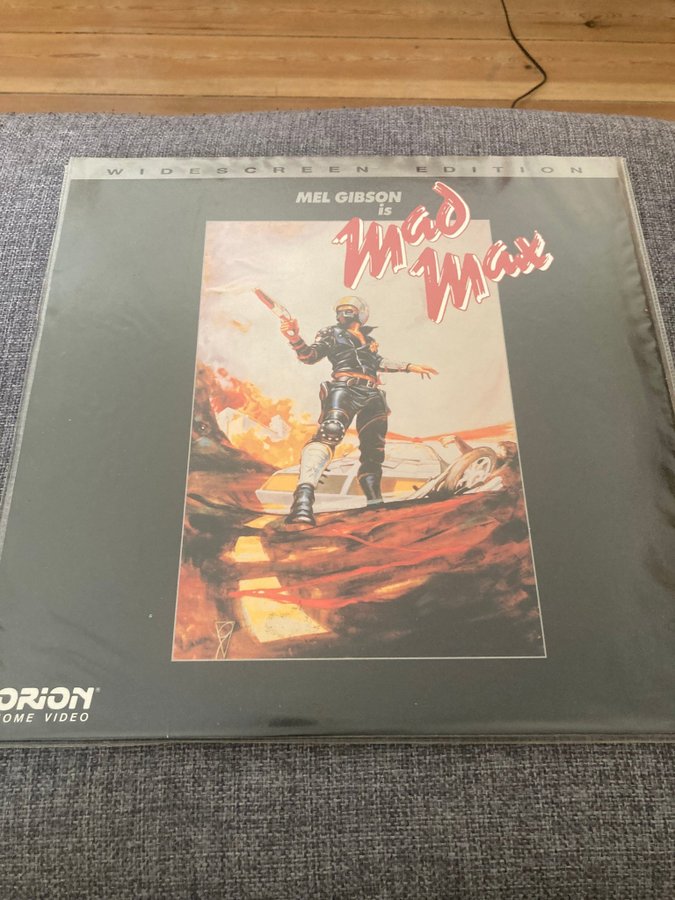 WIDESCREEN EDITION
MEL GIBSON
is
Mad
Max
ORION®
HOME VIDEO